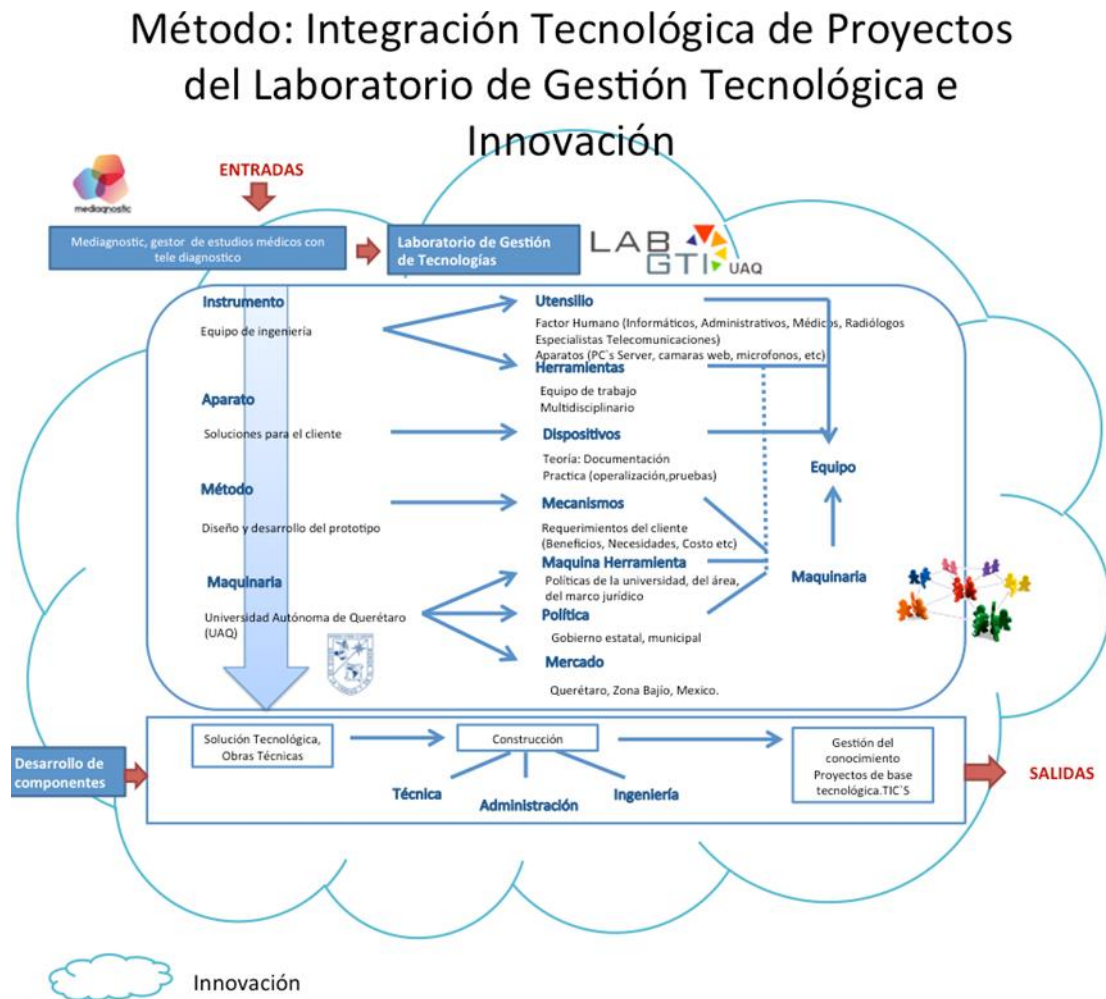 Método: Integración Tecnológica de Proyectos
del Laboratorio de Gestión Tecnológica e
Innovación
ENTRADAS
mediagnostic
Mediagnostic, gestor de estudios médicos con
tele diagnostico
Laboratorio de Gestión
de Tecnologías
LAB
GTI UAQ
Instrumento
Equipo de ingeniería
Utensilio
Factor Humano (Informáticos, Administrativos, Médicos, Radiólogos
Especialistas Telecomunicaciones)
Aparatos (PC`s Server, camaras web, microfonos, etc)
Herramientas
Equipo de trabajo
Multidisciplinario
Aparato
Soluciones para el cliente
Dispositivos
Teoría: Documentación
Practica (operalización,pruebas)
Equipo
Método
Diseño y desarrollo del prototipo
Mecanismos
Requerimientos del cliente
(Beneficios, Necesidades, Costo etc)
Maquinaria
Universidad Autónoma de Querétaro
(UAQ)
Maquina Herramienta
Políticas de la universidad, del área,
del marco jurídico
Maquinaria
Política
Gobierno estatal, municipal
Mercado
Querétaro, Zona Bajío, Mexico.
Desarrollo de
componentes
Solución Tecnológica,
Obras Técnicas
Construcción
Técnica
Administración
Ingeniería
Gestión del
conocimiento
Proyectos de base
tecnológica.TIC`S
SALIDAS
Innovación